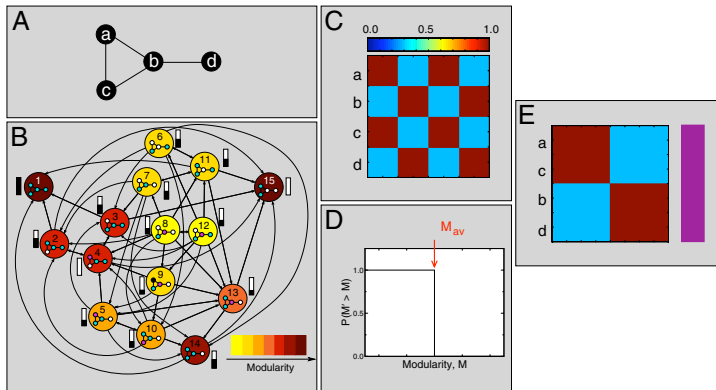 A
a
b
d
c
B
6
1
7
11
15
3
2
8
12
4
9
13
5
10
14
Modularity
C
0.0 0.5 1.0
a
b
c
d
D
M_av
1.0
0.5
0.0
P(M' > M)
Modularity, M
E
a
c
b
d